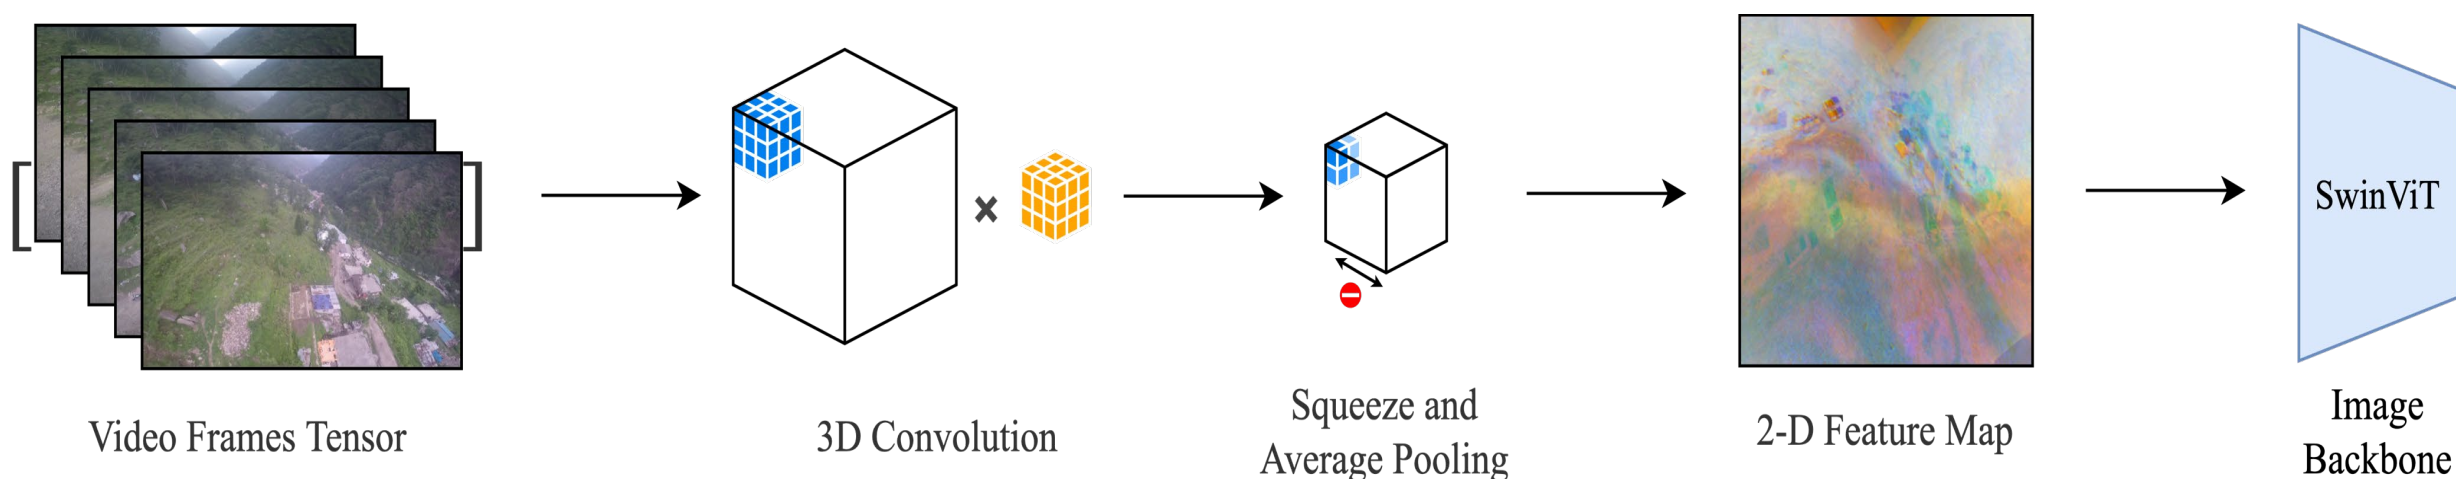 SwinViT
Video Frames Tensor
3D Convolution
Squeeze and
Average Pooling
2-D Feature Map
Image
Backbone